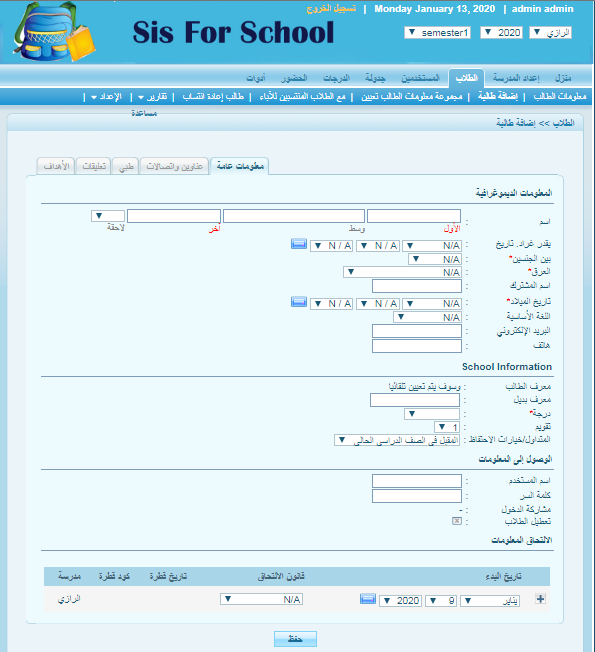 تسجيل الخروج | Monday January 13, 2020 | admin admin
Sis For School
الرازي 2020 semester1
منزل إعداد المدرسة الطلاب المستخدمين جدولة الدرجات الحضور أدوات
معلومات الطالب | إضافة طالبة | مجموعة معلومات الطالب تعيين | مع الطلاب المنتسبين للأباء | طالب إعادة انتساب | تقارير | الإعداد |
مساعدة
الطلاب >> إضافة طالبة
معلومات عامة عناوين واتصالات طبي تعليقات الأهداف
المعلومات الديموغرافية
اسم :
الأول وسط آخر لاحقة
يقدر غراد. تاريخ : N/A N / A N / A
بين الجنسين* : N/A
العرق* : N/A
اسم المشترك :
تاريخ الميلاد* : N/A N / A N / A
اللغة الأساسية : N/A
البريد الإلكتروني :
هاتف :
School Information
معرف الطالب : وسوف يتم تعيين تلقائيا
معرف بديل :
درجة* :
تقويم : 1
المتداول/خيارات الاحتفاظ : المقبل في الصف الدراسي الحالي
الوصول إلى المعلومات
اسم المستخدم :
كلمة السر :
مشاركة الدخول : -
تعطيل الطلاب :
الالتحاق المعلومات
تاريخ البدء قانون الالتحاق تاريخ قطرة كود قطرة مدرسة
يناير 9 2020 N/A الرازي
حفظ